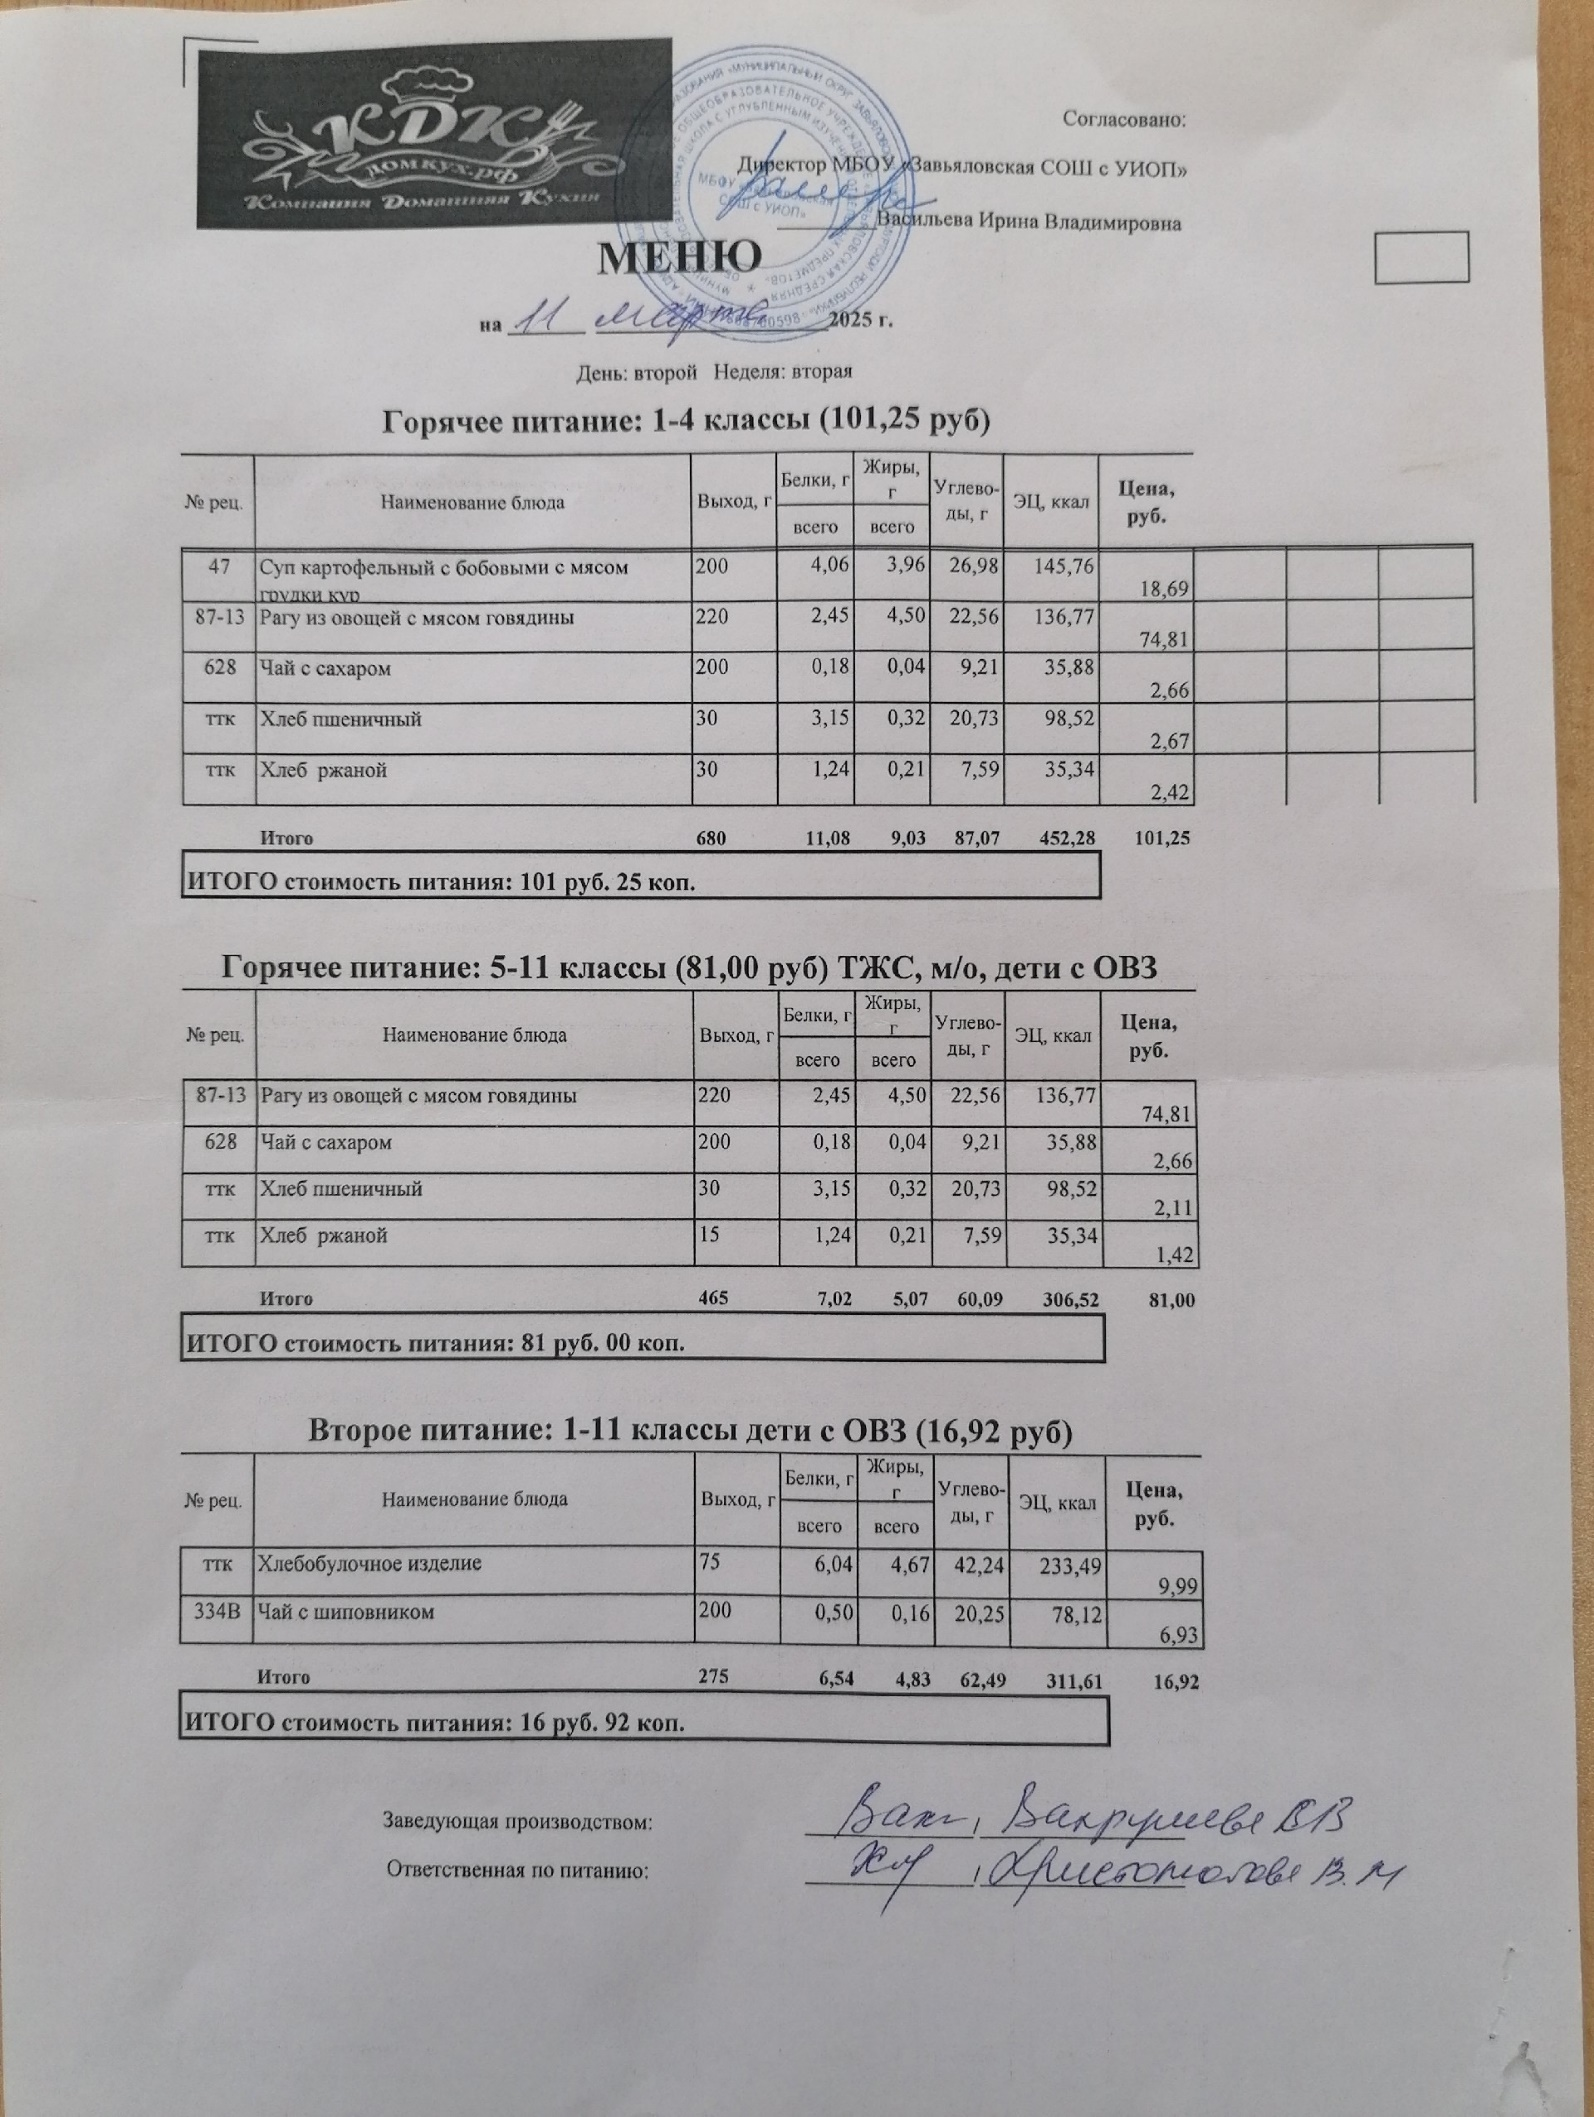 КДК
домкух.рф
Компания Домашняя Кухни
Согласовано:
Директор МБОУ «Завьяловская СОШ с УИОП»
Васильева Ирина Владимировна
МЕНЮ
на 11 марта 2025 г.
День: второй Неделя: вторая
Горячее питание: 1-4 классы (101,25 руб)
№ рец. Наименование блюда Выход, г Белки, г всего Жиры, г всего Углево-ды, г ЭЦ, ккал Цена, руб.
47 Суп картофельный с бобовыми с мясом грудки кур 200 4,06 3,96 26,98 145,76 18,69
87-13 Рагу из овощей с мясом говядины 220 2,45 4,50 22,56 136,77 74,81
628 Чай с сахаром 200 0,18 0,04 9,21 35,88 2,66
ттк Хлеб пшеничный 30 3,15 0,32 20,73 98,52 2,67
ттк Хлеб ржаной 30 1,24 0,21 7,59 35,34 2,42
Итого 680 11,08 9,03 87,07 452,28 101,25
ИТОГО стоимость питания: 101 руб. 25 коп.
Горячее питание: 5-11 классы (81,00 руб) ТЖС, м/о, дети с ОВЗ
№ рец. Наименование блюда Выход, г Белки, г всего Жиры, г всего Углево-ды, г ЭЦ, ккал Цена, руб.
87-13 Рагу из овощей с мясом говядины 220 2,45 4,50 22,56 136,77 74,81
628 Чай с сахаром 200 0,18 0,04 9,21 35,88 2,66
ттк Хлеб пшеничный 30 3,15 0,32 20,73 98,52 2,11
ттк Хлеб ржаной 15 1,24 0,21 7,59 35,34 1,42
Итого 465 7,02 5,07 60,09 306,52 81,00
ИТОГО стоимость питания: 81 руб. 00 коп.
Второе питание: 1-11 классы дети с ОВЗ (16,92 руб)
№ рец. Наименование блюда Выход, г Белки, г всего Жиры, г всего Углево-ды, г ЭЦ, ккал Цена, руб.
ттк Хлебобулочное изделие 75 6,04 4,67 42,24 233,49 9,99
334В Чай с шиповником 200 0,50 0,16 20,25 78,12 6,93
Итого 275 6,54 4,83 62,49 311,61 16,92
ИТОГО стоимость питания: 16 руб. 92 коп.
Заведующая производством: Вахрушева ВВ
Ответственная по питанию: Христолюбова В.М